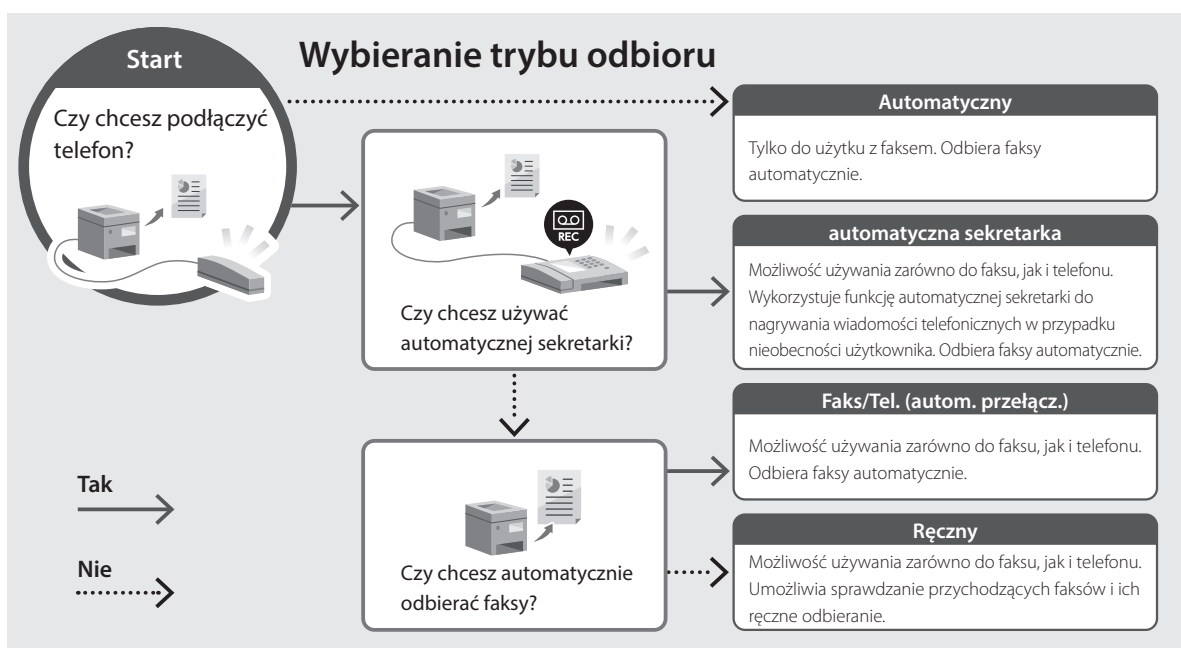 Wybieranie trybu odbioru
Start
Czy chcesz podłączyć
telefon?
REC
Czy chcesz używać
automatycznej sekretarki?
Czy chcesz automatycznie
odbierać faksy?
Tak
Nie
Automatyczny
Tylko do użytku z faksem. Odbiera faksy
automatycznie.
automatyczna sekretarka
Możliwość używania zarówno do faksu, jak i telefonu.
Wykorzystuje funkcję automatycznej sekretarki do
nagrywania wiadomości telefonicznych w przypadku
nieobecności użytkownika. Odbiera faksy automatycznie.
Faks/Tel. (autom. przełącz.)
Możliwość używania zarówno do faksu, jak i telefonu.
Odbiera faksy automatycznie.
Ręczny
Możliwość używania zarówno do faksu, jak i telefonu.
Umożliwia sprawdzanie przychodzących faksów i ich
ręczne odbieranie.